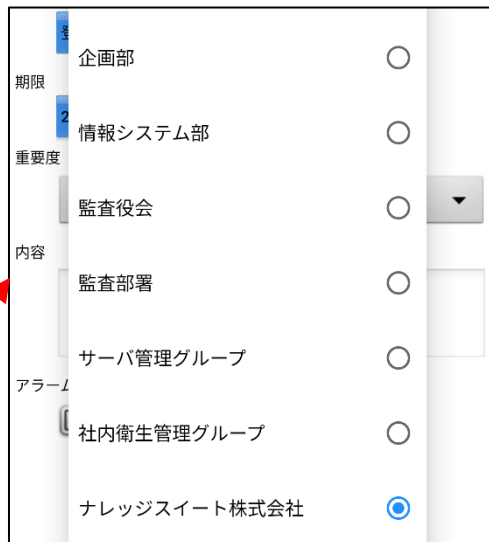 企画部
期限
情報システム部
重要度
監査役会
内容
監査部署
サーバ管理グループ
アラーム
社内衛生管理グループ
ナレッジスイート株式会社